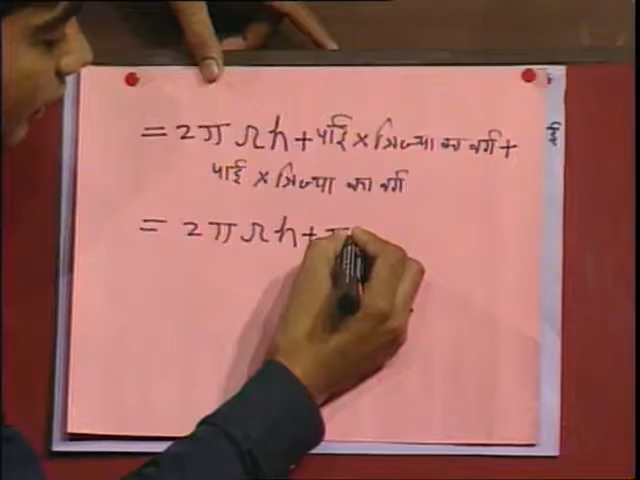 = 2πrh + पाई × त्रिज्या का वर्ग +
पाई × त्रिज्या का वर्ग
= 2πrh + π